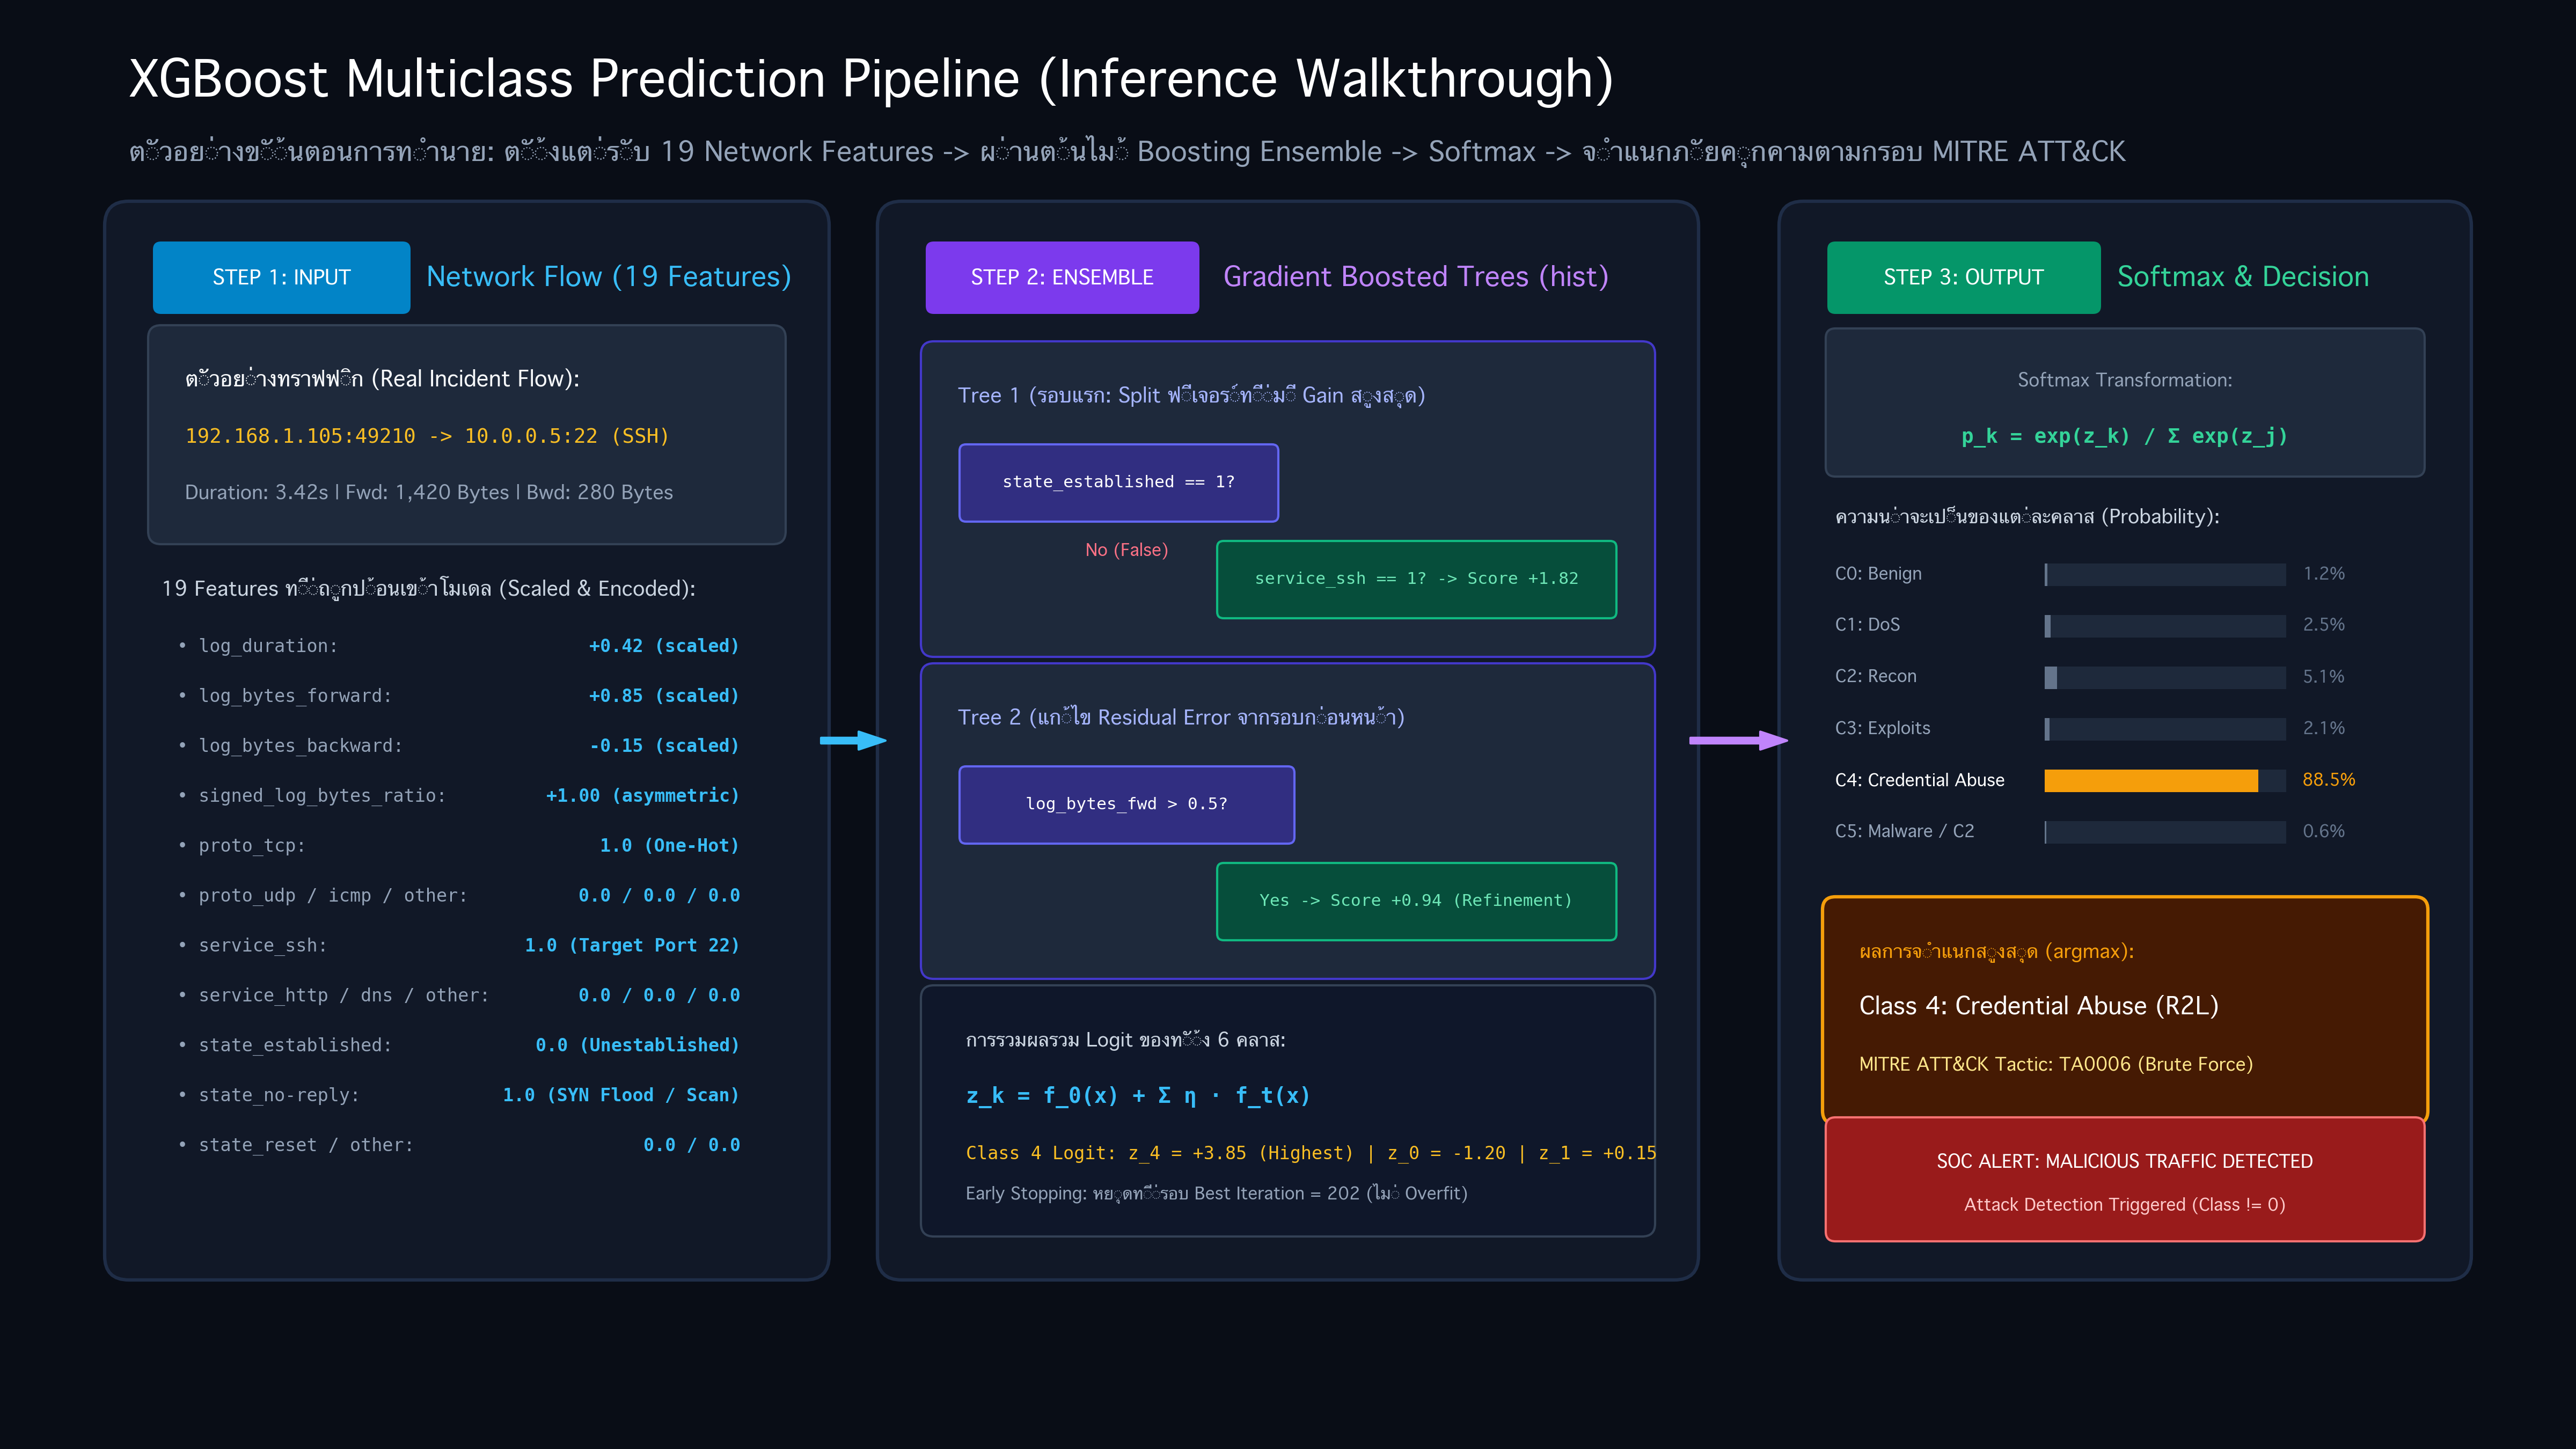 XGBoost Multiclass Prediction Pipeline (Inference Walkthrough)
ตัวอย่างขั้นตอนการทำนาย: ตั้งแต่รับ 19 Network Features -> ผ่านต้นไม้ Boosting Ensemble -> Softmax -> จำแนกภัยคุกคามตามกรอบ MITRE ATT&CK
STEP 1: INPUT
Network Flow (19 Features)
ตัวอย่างทราฟฟิก (Real Incident Flow):
192.168.1.105:49210 -> 10.0.0.5:22 (SSH)
Duration: 3.42s | Fwd: 1,420 Bytes | Bwd: 280 Bytes
19 Features ที่ถูกป้อนเข้าโมเดล (Scaled & Encoded):
• log_duration: +0.42 (scaled)
• log_bytes_forward: +0.85 (scaled)
• log_bytes_backward: -0.15 (scaled)
• signed_log_bytes_ratio: +1.00 (asymmetric)
• proto_tcp: 1.0 (One-Hot)
• proto_udp / icmp / other: 0.0 / 0.0 / 0.0
• service_ssh: 1.0 (Target Port 22)
• service_http / dns / other: 0.0 / 0.0 / 0.0
• state_established: 0.0 (Unestablished)
• state_no-reply: 1.0 (SYN Flood / Scan)
• state_reset / other: 0.0 / 0.0
STEP 2: ENSEMBLE
Gradient Boosted Trees (hist)
Tree 1 (รอบแรก: Split ฟีเจอร์ที่มี Gain สูงสุด)
state_established == 1?
No (False)
service_ssh == 1? -> Score +1.82
Tree 2 (แก้ไข Residual Error จากรอบก่อนหน้า)
log_bytes_fwd > 0.5?
Yes -> Score +0.94 (Refinement)
การรวมผลรวม Logit ของทั้ง 6 คลาส:
z_k = f_0(x) + Σ η · f_t(x)
Class 4 Logit: z_4 = +3.85 (Highest) | z_0 = -1.20 | z_1 = +0.15
Early Stopping: หยุดที่รอบ Best Iteration = 202 (ไม่ Overfit)
STEP 3: OUTPUT
Softmax & Decision
Softmax Transformation:
p_k = exp(z_k) / Σ exp(z_j)
ความน่าจะเป็นของแต่ละคลาส (Probability):
C0: Benign 1.2%
C1: DoS 2.5%
C2: Recon 5.1%
C3: Exploits 2.1%
C4: Credential Abuse 88.5%
C5: Malware / C2 0.6%
ผลการจำแนกสูงสุด (argmax):
Class 4: Credential Abuse (R2L)
MITRE ATT&CK Tactic: TA0006 (Brute Force)
SOC ALERT: MALICIOUS TRAFFIC DETECTED
Attack Detection Triggered (Class != 0)